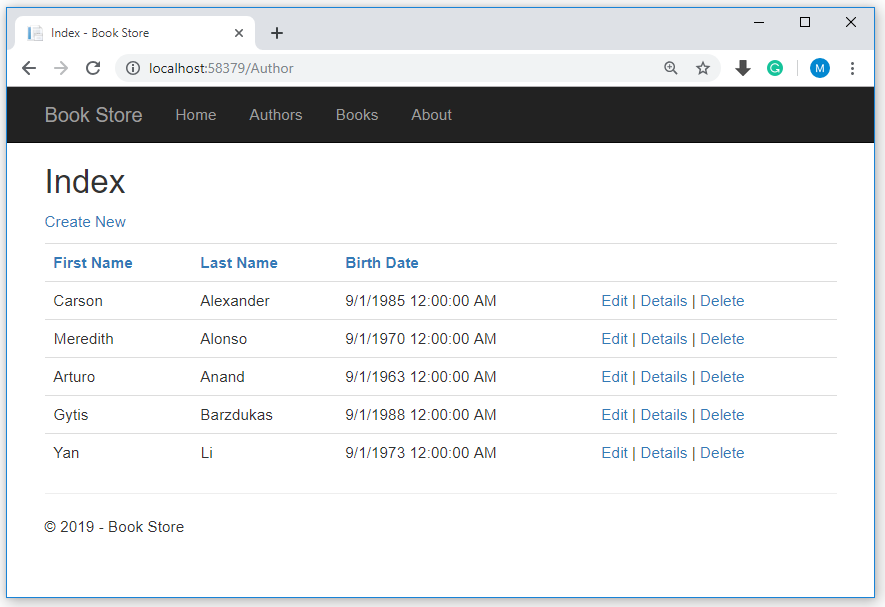 Index - Book Store
localhost:58379/Author
M
Book Store Home Authors Books About
Index
Create New
First Name Last Name Birth Date
Carson Alexander 9/1/1985 12:00:00 AM Edit | Details | Delete
Meredith Alonso 9/1/1970 12:00:00 AM Edit | Details | Delete
Arturo Anand 9/1/1963 12:00:00 AM Edit | Details | Delete
Gytis Barzdukas 9/1/1988 12:00:00 AM Edit | Details | Delete
Yan Li 9/1/1973 12:00:00 AM Edit | Details | Delete
© 2019 - Book Store